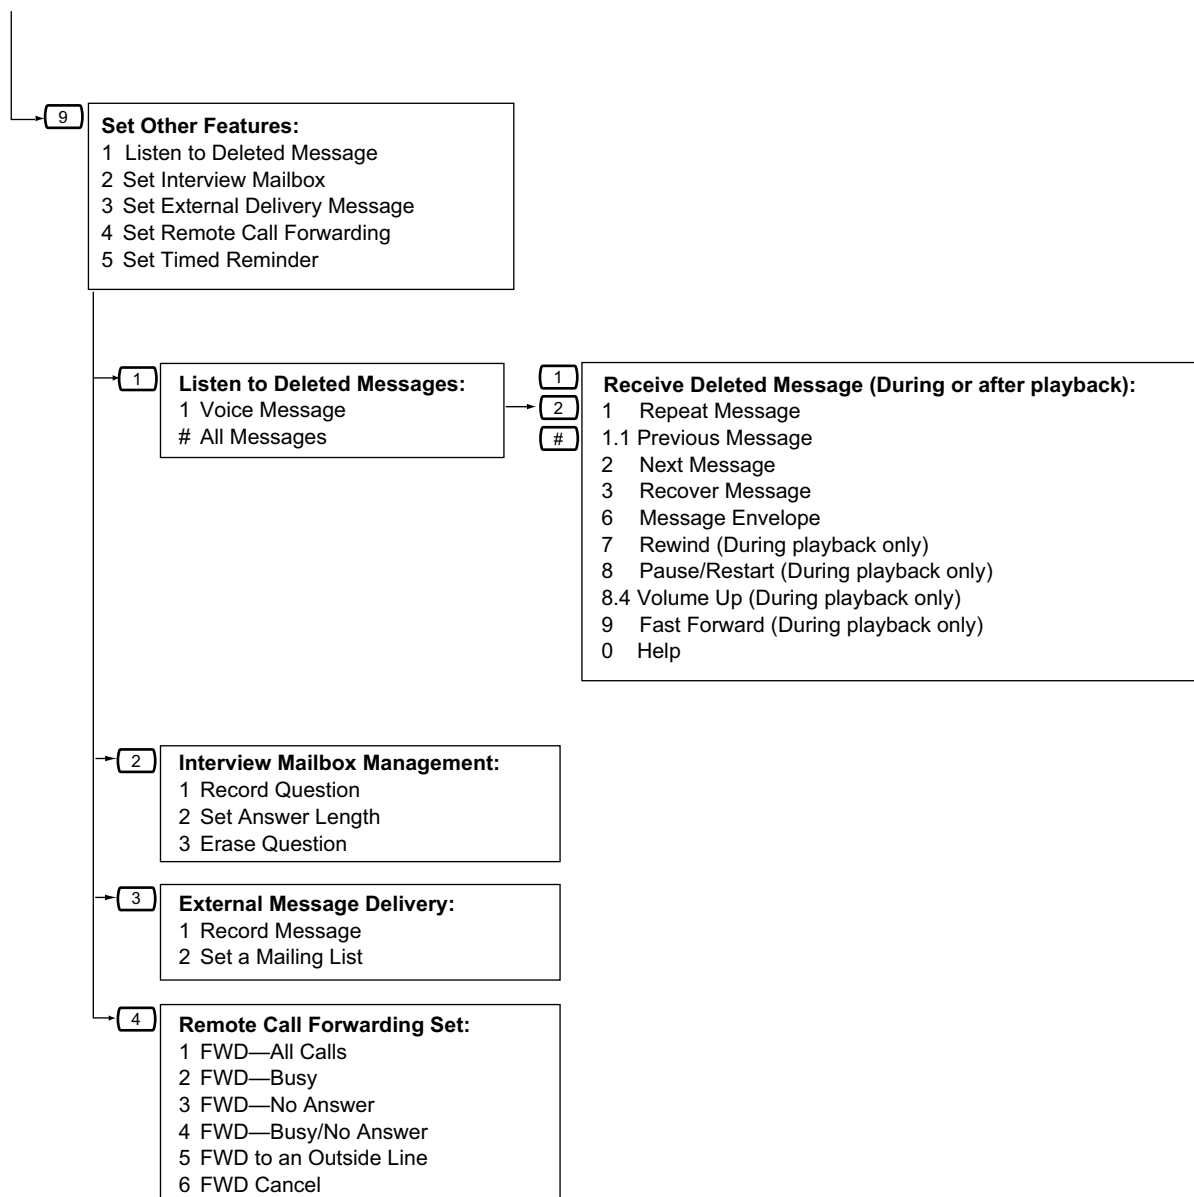 9
Set Other Features:
1 Listen to Deleted Message
2 Set Interview Mailbox
3 Set External Delivery Message
4 Set Remote Call Forwarding
5 Set Timed Reminder
1
Listen to Deleted Messages:
1 Voice Message
# All Messages
1
2
#
Receive Deleted Message (During or after playback):
1 Repeat Message
1.1 Previous Message
2 Next Message
3 Recover Message
6 Message Envelope
7 Rewind (During playback only)
8 Pause/Restart (During playback only)
8.4 Volume Up (During playback only)
9 Fast Forward (During playback only)
0 Help
2
Interview Mailbox Management:
1 Record Question
2 Set Answer Length
3 Erase Question
3
External Message Delivery:
1 Record Message
2 Set a Mailing List
4
Remote Call Forwarding Set:
1 FWD—All Calls
2 FWD—Busy
3 FWD—No Answer
4 FWD—Busy/No Answer
5 FWD to an Outside Line
6 FWD Cancel